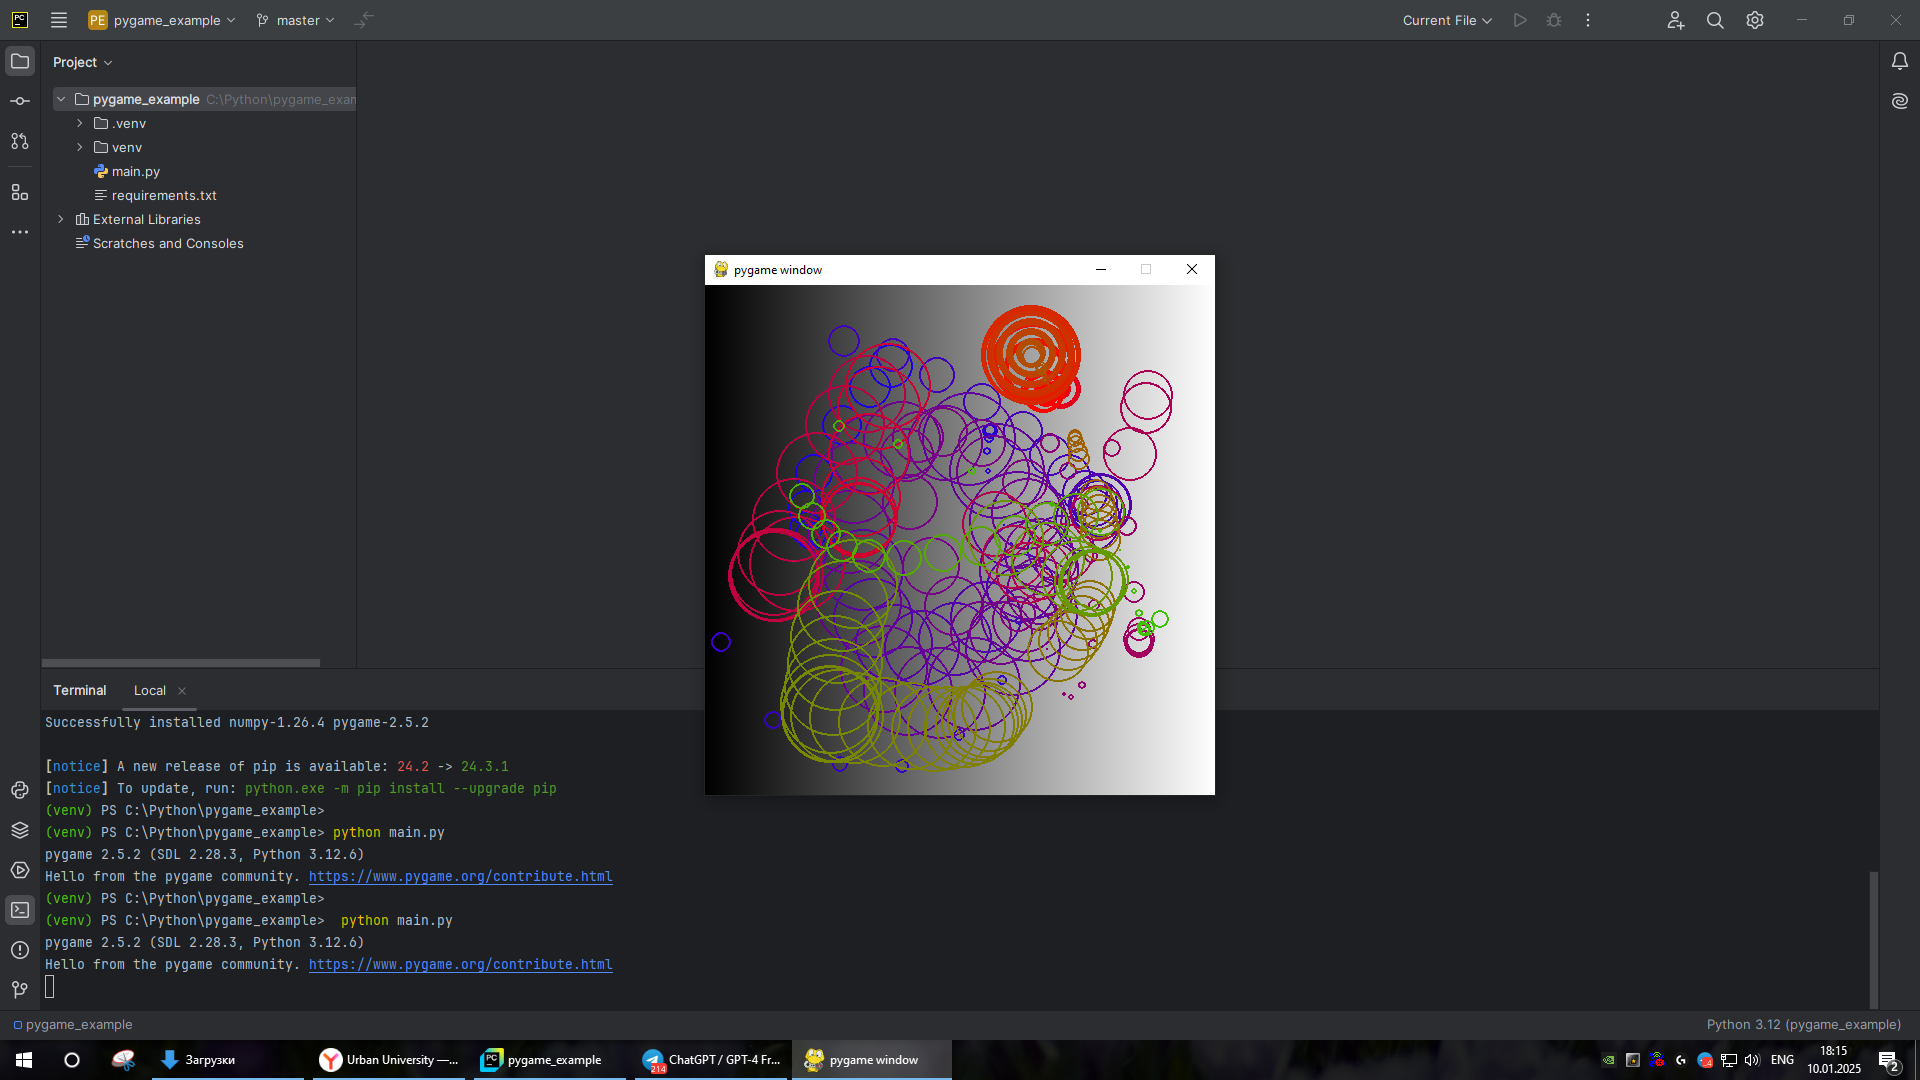 PE pygame_example
master
Current File
Project
pygame_example C:\Python\pygame_exam
.venv
venv
main.py
requirements.txt
External Libraries
Scratches and Consoles
pygame window
Terminal
Local
Successfully installed numpy-1.26.4 pygame-2.5.2
[notice] A new release of pip is available: 24.2 -> 24.3.1
[notice] To update, run: python.exe -m pip install --upgrade pip
(venv) PS C:\Python\pygame_example>
(venv) PS C:\Python\pygame_example> python main.py
pygame 2.5.2 (SDL 2.28.3, Python 3.12.6)
Hello from the pygame community. https://www.pygame.org/contribute.html
(venv) PS C:\Python\pygame_example>
(venv) PS C:\Python\pygame_example>  python main.py
pygame 2.5.2 (SDL 2.28.3, Python 3.12.6)
Hello from the pygame community. https://www.pygame.org/contribute.html
pygame_example
Python 3.12 (pygame_example)
Загрузки
Urban University —...
pygame_example
214
ChatGPT / GPT-4 Fr...
pygame window
ENG
18:15
10.01.2025
2